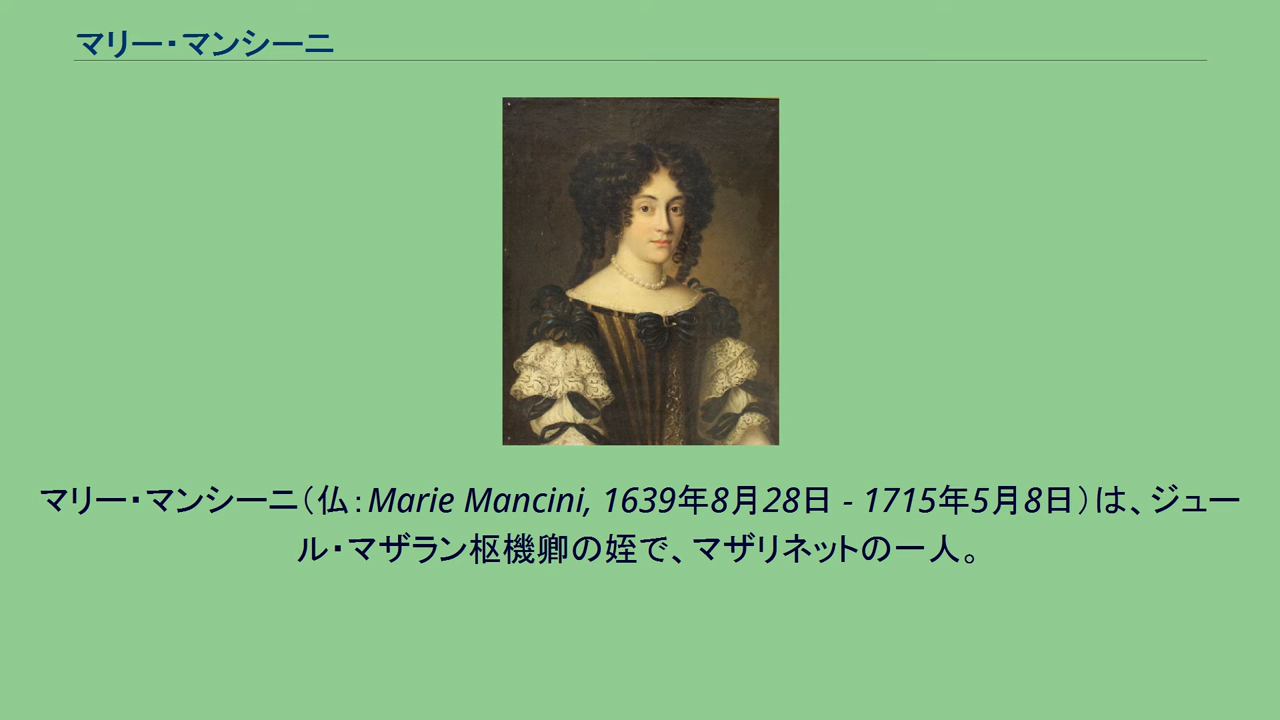 マリー・マンシーニ
マリー・マンシーニ（仏：Marie Mancini, 1639年8月28日 - 1715年5月8日）は、ジュー
ル・マザラン枢機卿の姪で、マザリネットの一人。